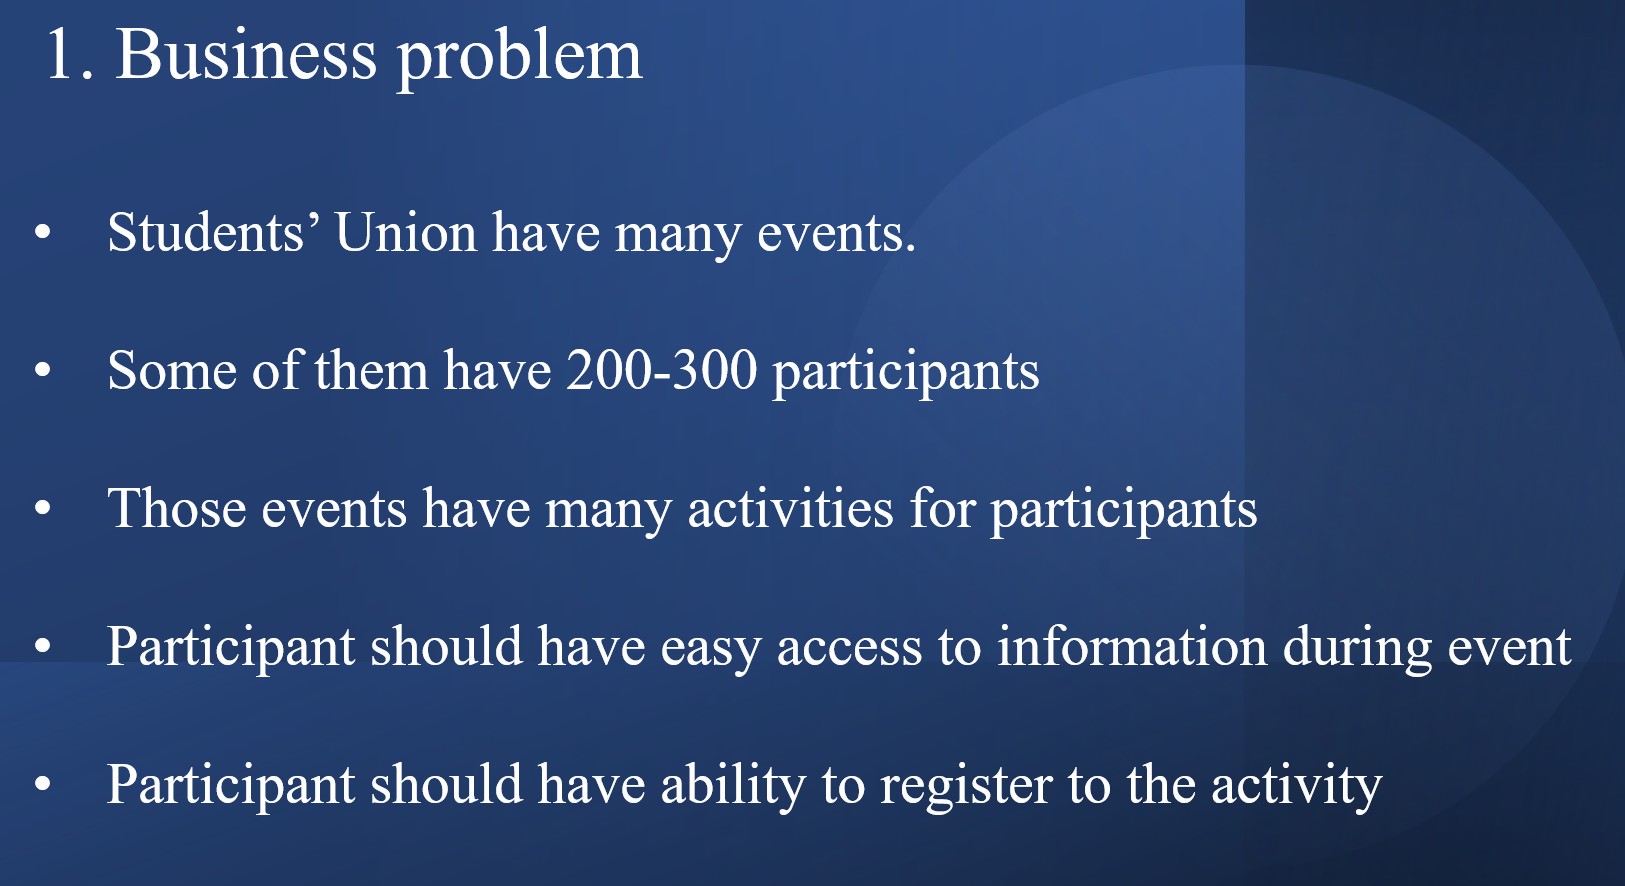 1. Business problem
• Students’ Union have many events.
• Some of them have 200-300 participants
• Those events have many activities for participants
• Participant should have easy access to information during event
• Participant should have ability to register to the activity